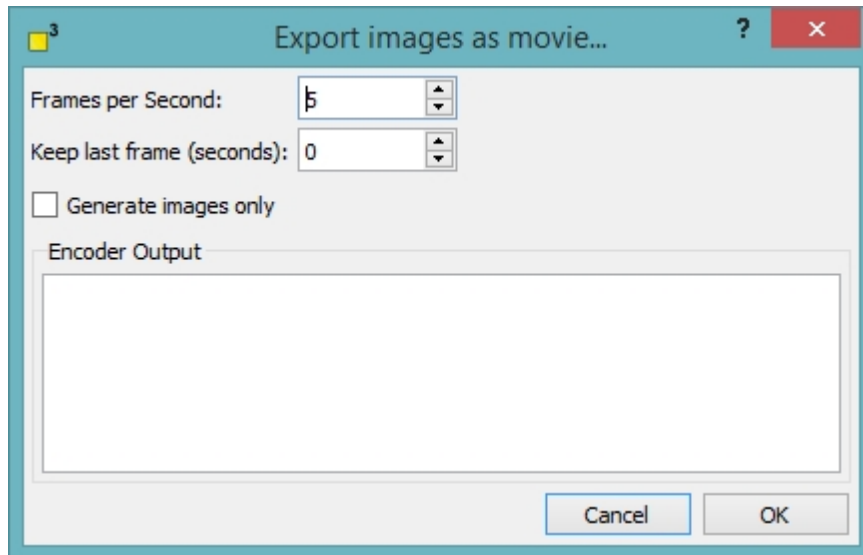 3 Export images as movie... ?
Frames per Second: 5
Keep last frame (seconds): 0
Generate images only
Encoder Output
Cancel OK